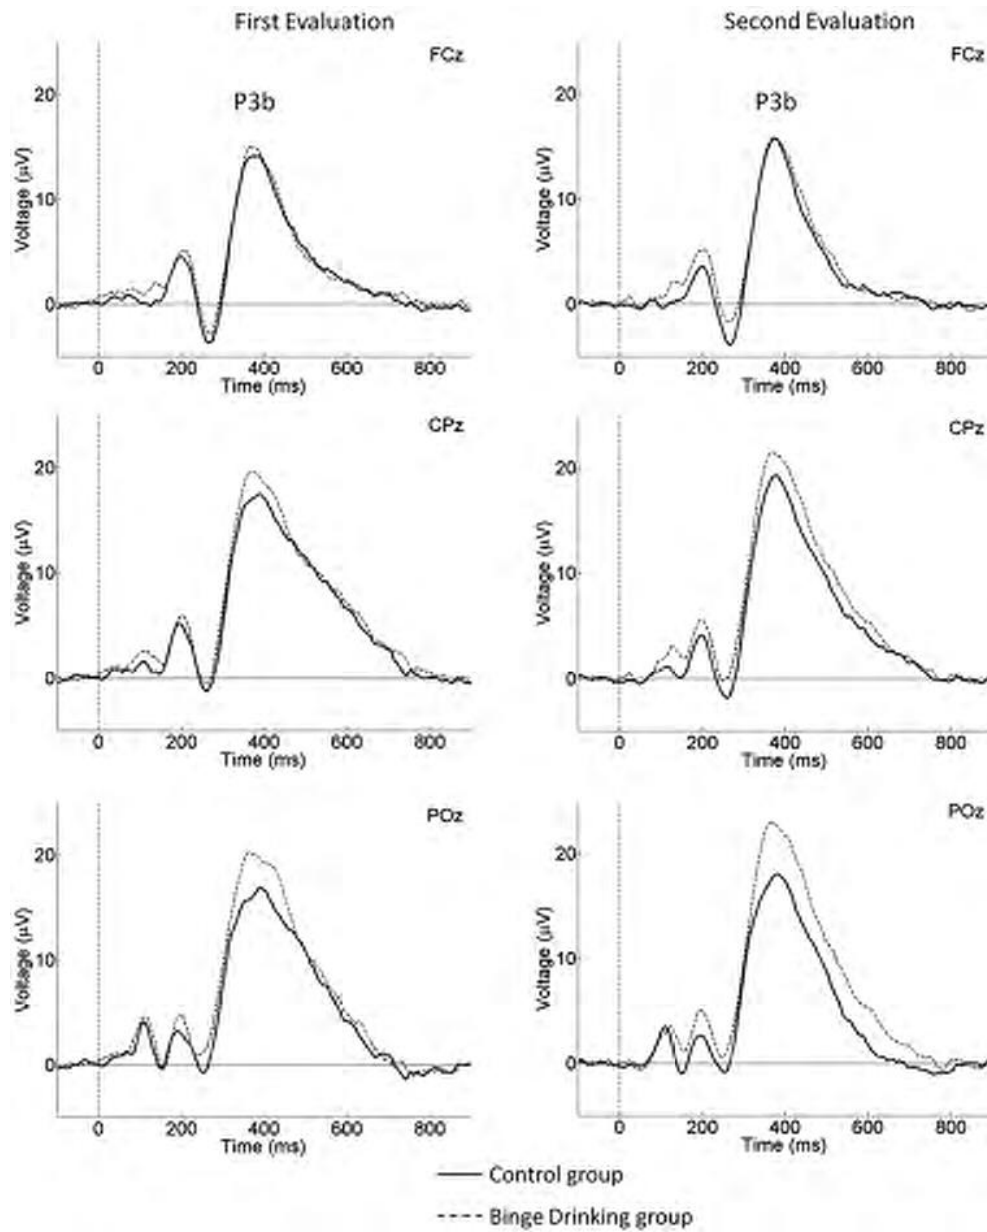 First Evaluation
Second Evaluation
FCz
P3b
Voltage (µV)
20
10
0
0 200 400 600 800
Time (ms)
FCz
P3b
Voltage (µV)
20
10
0
0 200 400 600 800
Time (ms)
CPz
Voltage (µV)
20
10
0
0 200 400 600 800
Time (ms)
CPz
Voltage (µV)
20
10
0
0 200 400 600 800
Time (ms)
POz
Voltage (µV)
20
10
0
0 200 400 600 800
Time (ms)
POz
Voltage (µV)
20
10
0
0 200 400 600 800
Time (ms)
Control group
Binge Drinking group